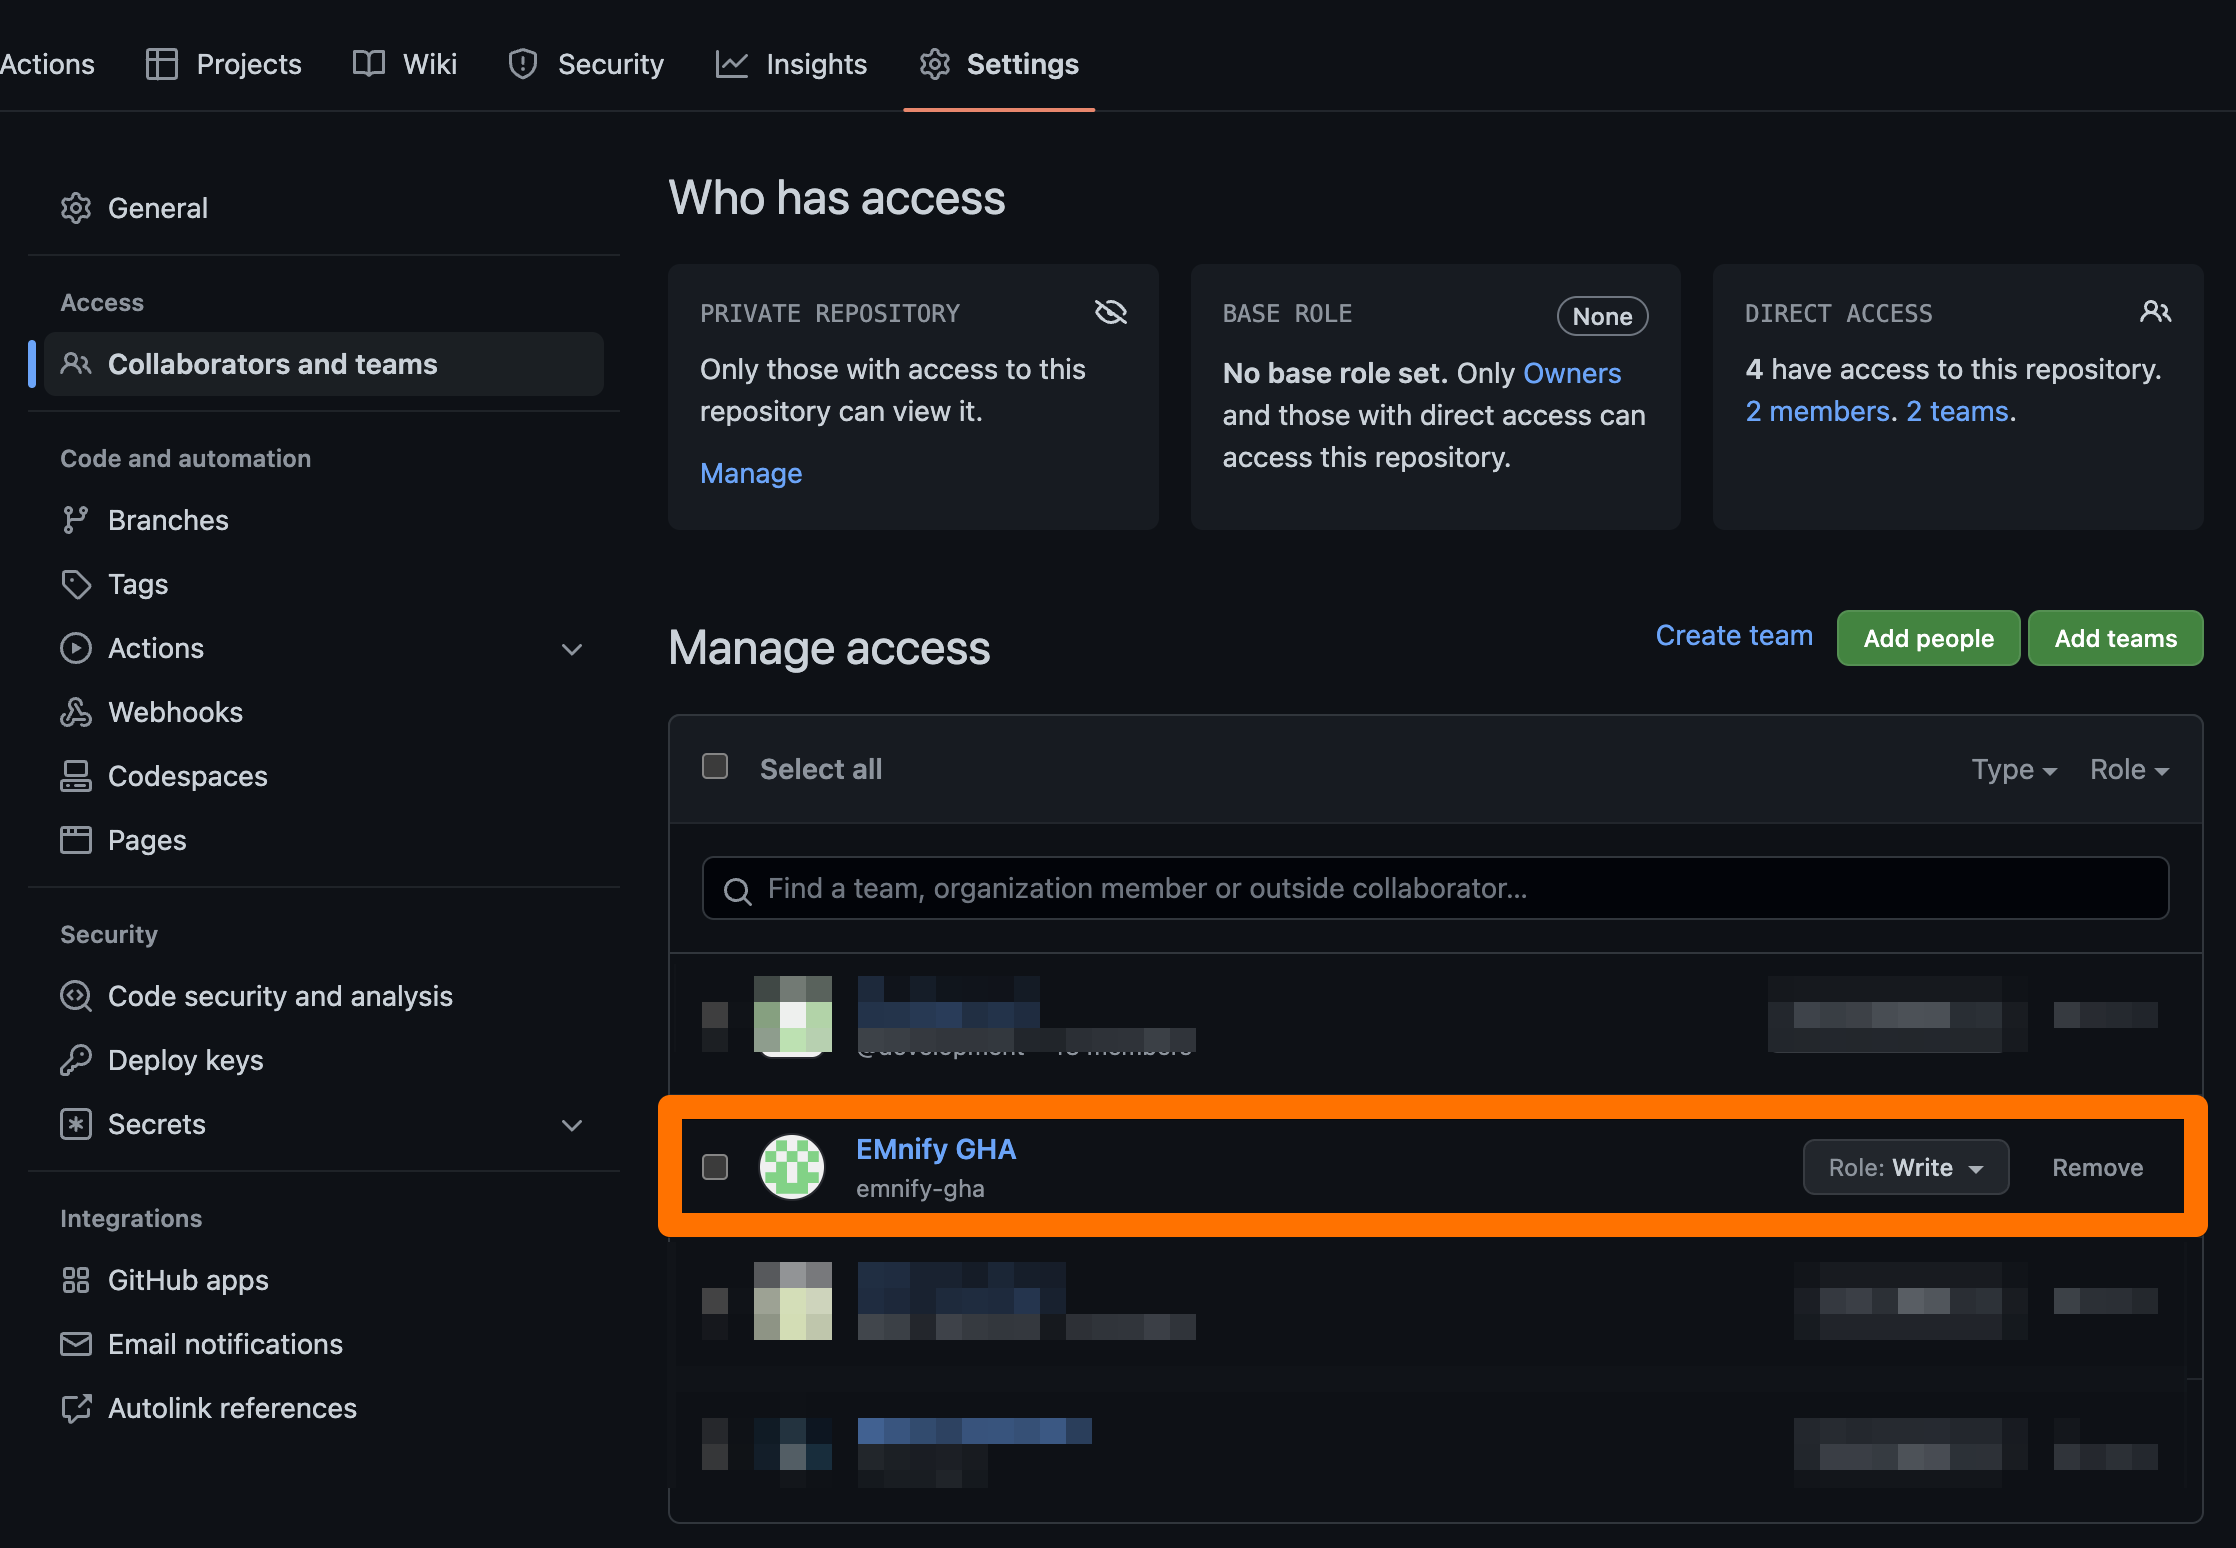 Actions Projects Wiki Security Insights Settings
General
Access
Collaborators and teams
Code and automation
Branches
Tags
Actions
Webhooks
Codespaces
Pages
Security
Code security and analysis
Deploy keys
Secrets
Integrations
GitHub apps
Email notifications
Autolink references
Who has access
PRIVATE REPOSITORY
Only those with access to this
repository can view it.
Manage
BASE ROLE None
No base role set. Only Owners
and those with direct access can
access this repository.
DIRECT ACCESS
4 have access to this repository.
2 members. 2 teams.
Manage access
Create team Add people Add teams
Select all Type Role
Find a team, organization member or outside collaborator...
EMnify GHA
emnify-gha
Role: Write Remove